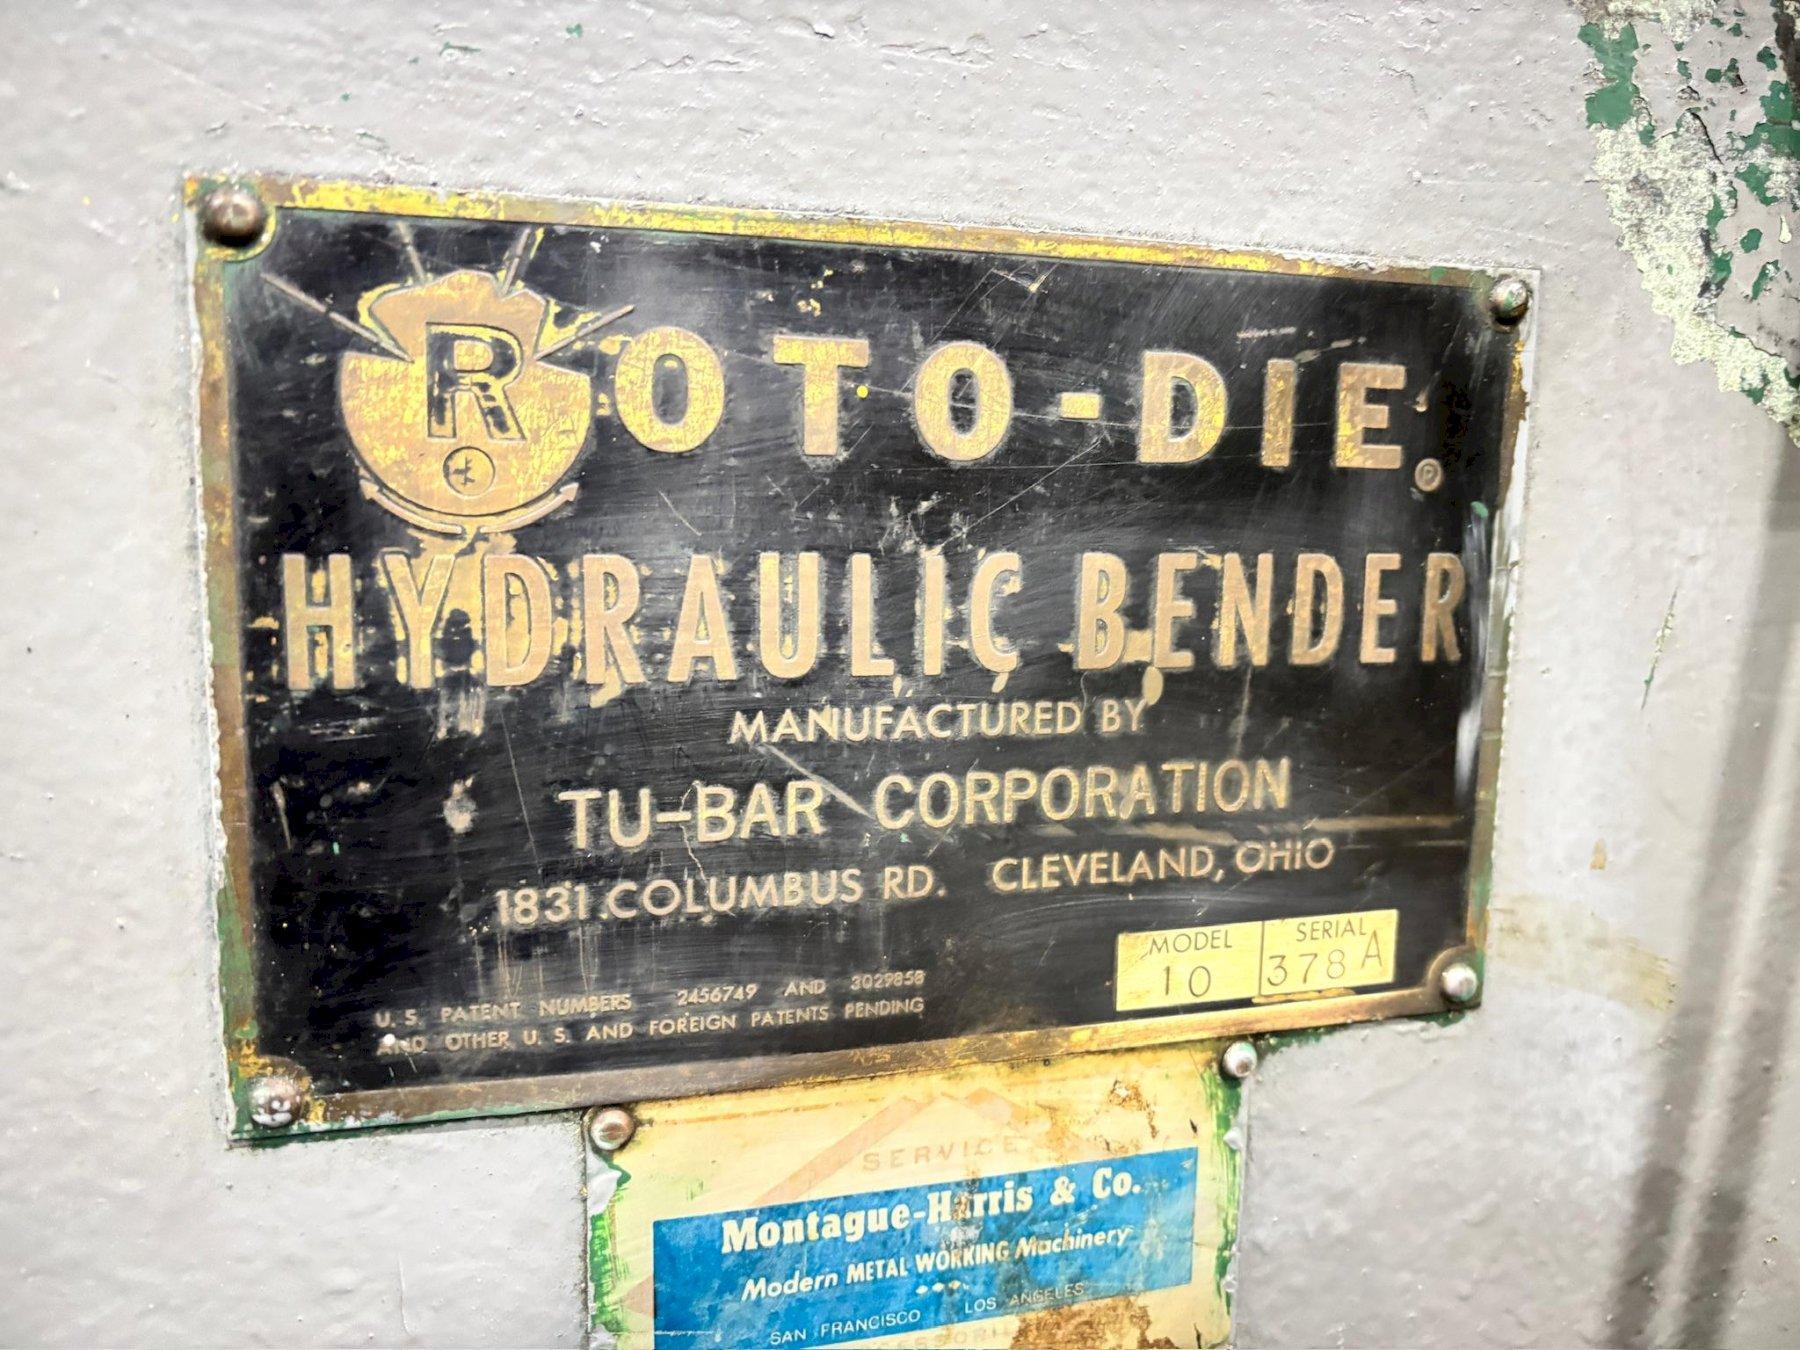 ROTO-DIE®
HYDRAULIC BENDER
MANUFACTURED BY
TU-BAR CORPORATION
1831 COLUMBUS RD. CLEVELAND, OHIO
MODEL SERIAL
10 378 A
U. S. PATENT NUMBERS 2456749 AND 3029858
AND OTHER U. S. AND FOREIGN PATENTS PENDING
SERVICE
Montague-Harris & Co.
Modern METAL WORKING Machinery
SAN FRANCISCO LOS ANGELES